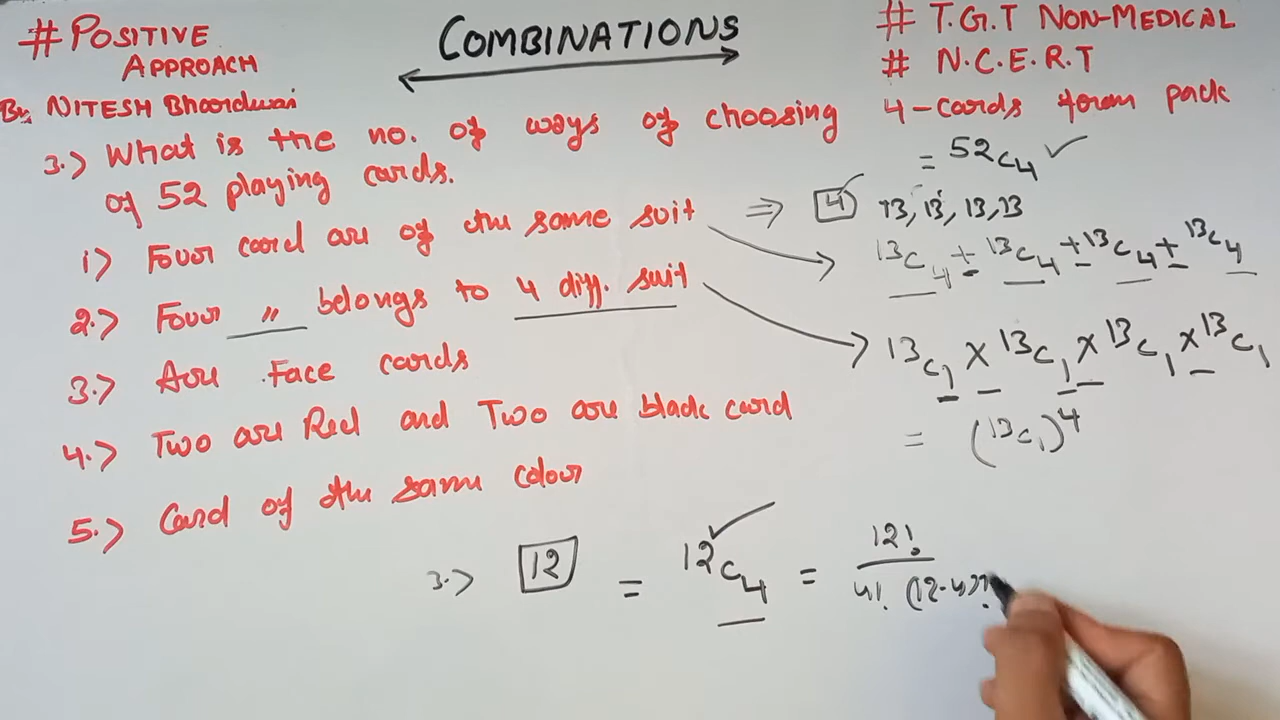 # POSITIVE
APPROACH
By NITESH Bhardwaj
COMBINATIONS
# T.G.T NON-MEDICAL
# N.C.E.R.T
3.) What is the no. of ways of choosing 4-cards from pack
of 52 playing cards.
= 52C4 ✓
1) Four card are of the same suit ⇒ 4 13, 13, 13, 13
13C4 + 13C4 + 13C4 + 13C4
2.) Four " belongs to 4 diff. suit
13C1 × 13C1 × 13C1 × 13C1
= (13C1)^4
3.) Are Face cards
4.) Two are Red and Two are black card
5.) Card of the same colour
3.) 12 = 12C4 = 12! / 4! (12-4)!